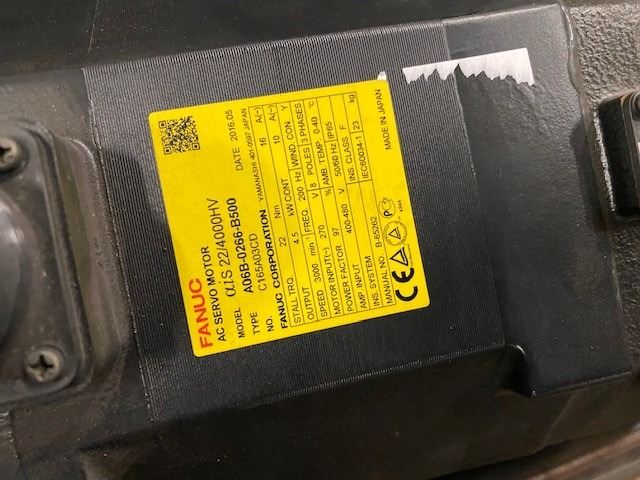 FANUC
AC SERVO MOTOR
αiS 22/4000HV
MODEL A06B-0266-B500
TYPE
NO. C165A03CD DATE 2016.05
FANUC CORPORATION YAMANASHI 401-0597 JAPAN
STALL TRQ. 22 Nm CONT. 16 A(~)
OUTPUT 4.5 kW CONT. 10 A(~)
SPEED 3000 min⁻¹ FREQ. 200 Hz WIND. CON. Y
MOTOR INPUT(~) 270 V 8 POLES 3 PHASES
POWER FACTOR 97 % AMB. TEMP. 0-40 °C
AMP INPUT 400-480 V 50/60 Hz IP65
INS. SYSTEM INS. CLASS F
MANUAL NO. B-65262 IEC60034-1 23 kg
CE MADE IN JAPAN